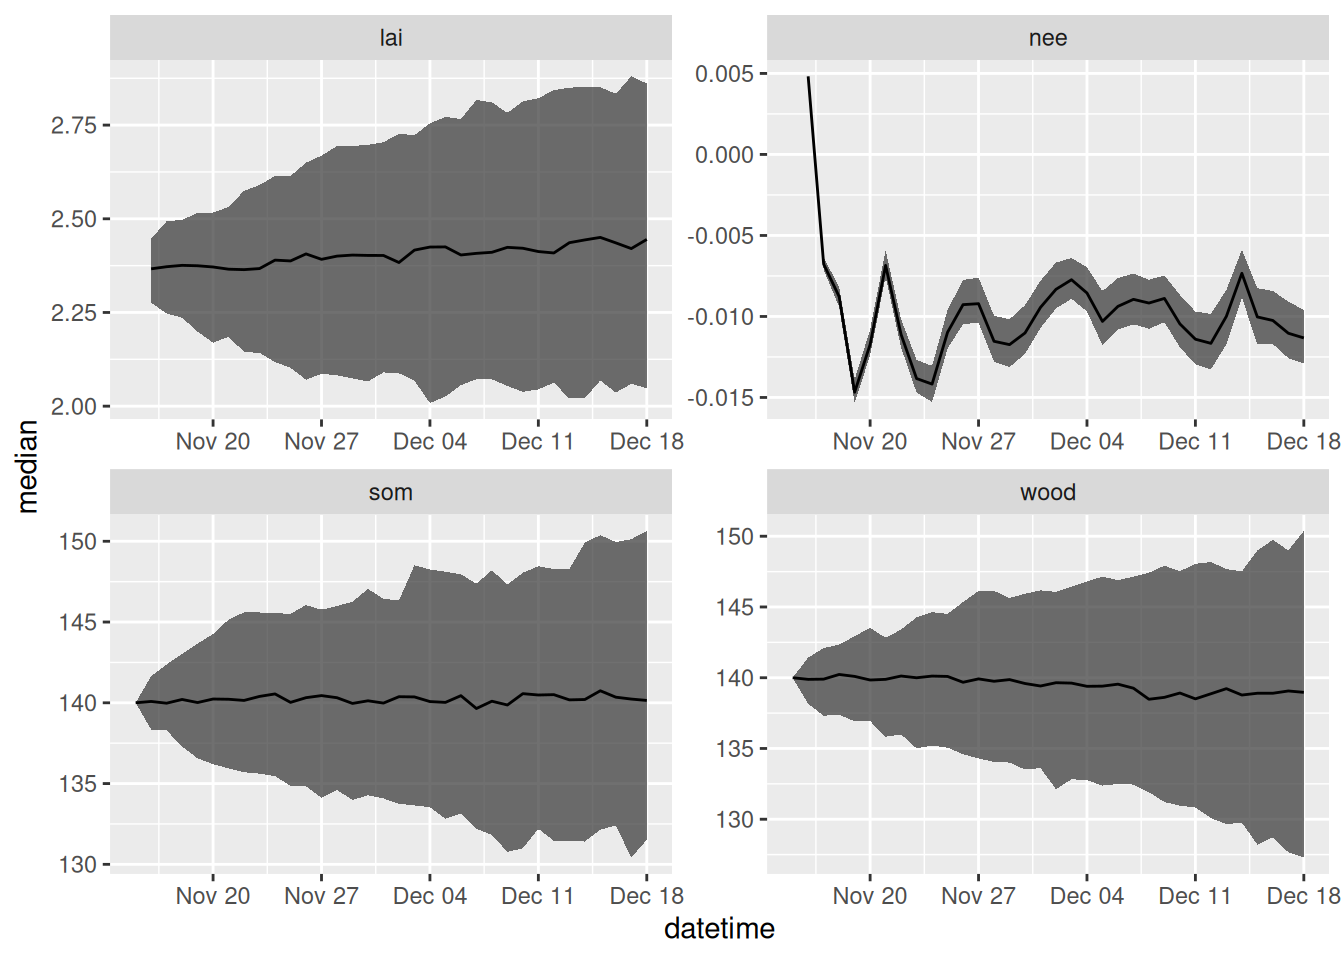 lai
nee
2.75
2.50
2.25
2.00
0.005
0.000
-0.005
-0.010
-0.015
Nov 20 Nov 27 Dec 04 Dec 11 Dec 18
Nov 20 Nov 27 Dec 04 Dec 11 Dec 18
median
som
wood
150
145
140
135
130
150
145
140
135
130
Nov 20 Nov 27 Dec 04 Dec 11 Dec 18
Nov 20 Nov 27 Dec 04 Dec 11 Dec 18
datetime